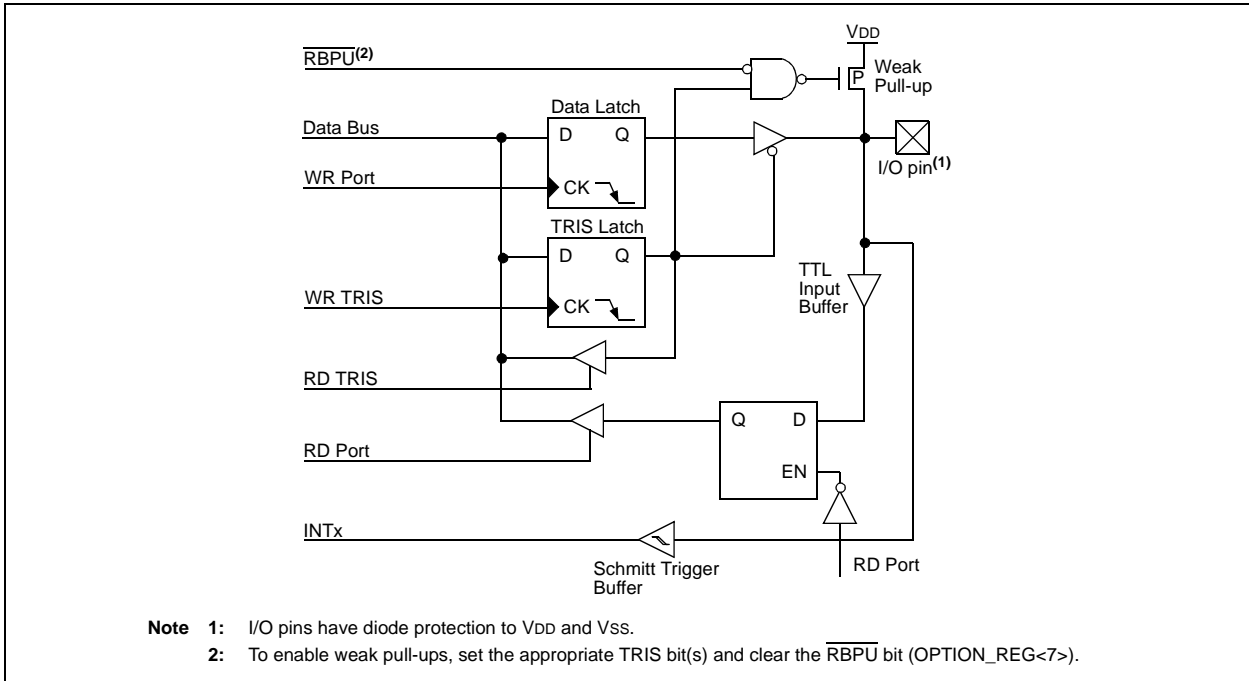 VDD
RBPU(2)
P
Weak
Pull-up
Data Latch
Data Bus
D
Q
I/O pin(1)
WR Port
CK
TRIS Latch
D
Q
TTL
Input
Buffer
WR TRIS
CK
RD TRIS
Q
D
RD Port
EN
INTx
Schmitt Trigger
Buffer
RD Port
Note 1: I/O pins have diode protection to VDD and VSS.
2: To enable weak pull-ups, set the appropriate TRIS bit(s) and clear the RBPU bit (OPTION_REG<7>).